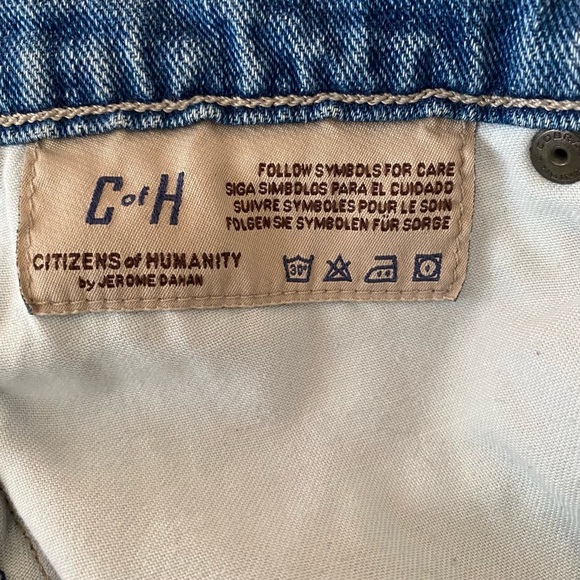 C of H
CITIZENS of HUMANITY
by JEROME DAHAN
FOLLOW SYMBOLS FOR CARE
SIGA SIMBOLOS PARA EL CUIDADO
SUIVRE SYMBOLES POUR LE SOIN
FOLGEN SIE SYMBOLEN FÜR SORGE
30°